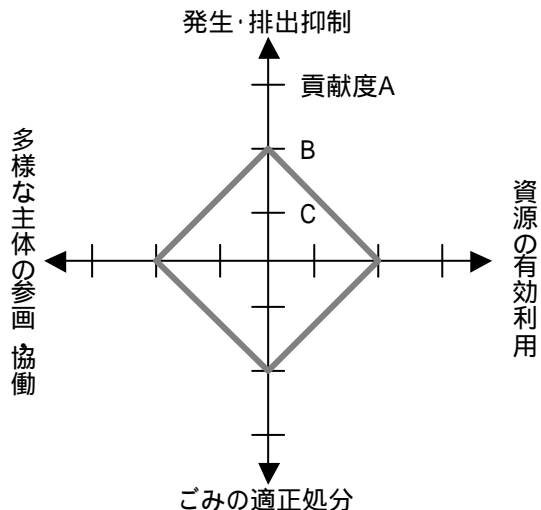 発生・排出抑制
貢献度A
B
C
多様な主体の参画、協働
資源の有効利用
ごみの適正処分